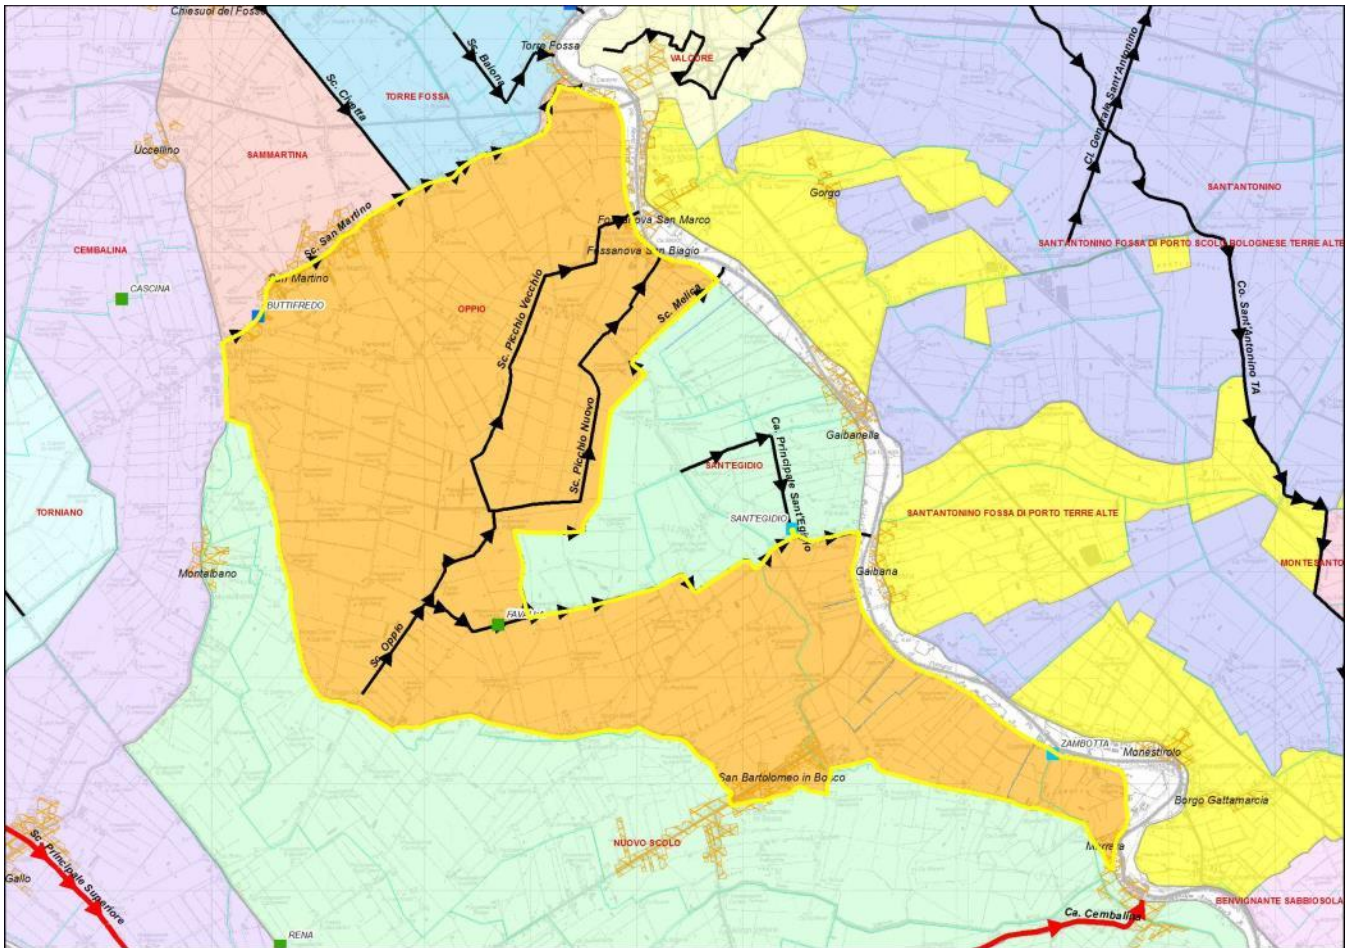 Chiesuol del Fosso
Torre Fossa
VALCORE
Sc. Baiona
Sc. Civetta
TORRE FOSSA
Cl. Generale Sant'Antonino
Uccellino
SAMMARTINA
Gorgo
SANT'ANTONINO
Sc. San Martino
Fossanova San Marco
CEMBALINA
SANT'ANTONINO FOSSA DI PORTO SCOLO BOLOGNESE TERRE ALTE
Fossanova San Biagio
San Martino
CASCINA
BUTTIFREDO
OPPIO
Sc. Melica
Sc. Picchio Vecchio
Co. Sant'Antonino TA
Sc. Picchio Nuovo
Gaibanella
Ca. Principale Sant'Egidio
SANT'EGIDIO
TORNIANO
SANT'EGIDIO
SANT'ANTONINO FOSSA DI PORTO TERRE ALTE
Montalbano
Gaibana
MONTESANTO
Sc. Oppio
ZAMBOTTA
Monestirolo
San Bartolomeo in Bosco
Borgo Gattamarcia
NUOVO SCOLO
Sc. Principale Superiore
Gallo
BENVIGNANTE SABBIOSOLA
Ca. Cembalina
RENA